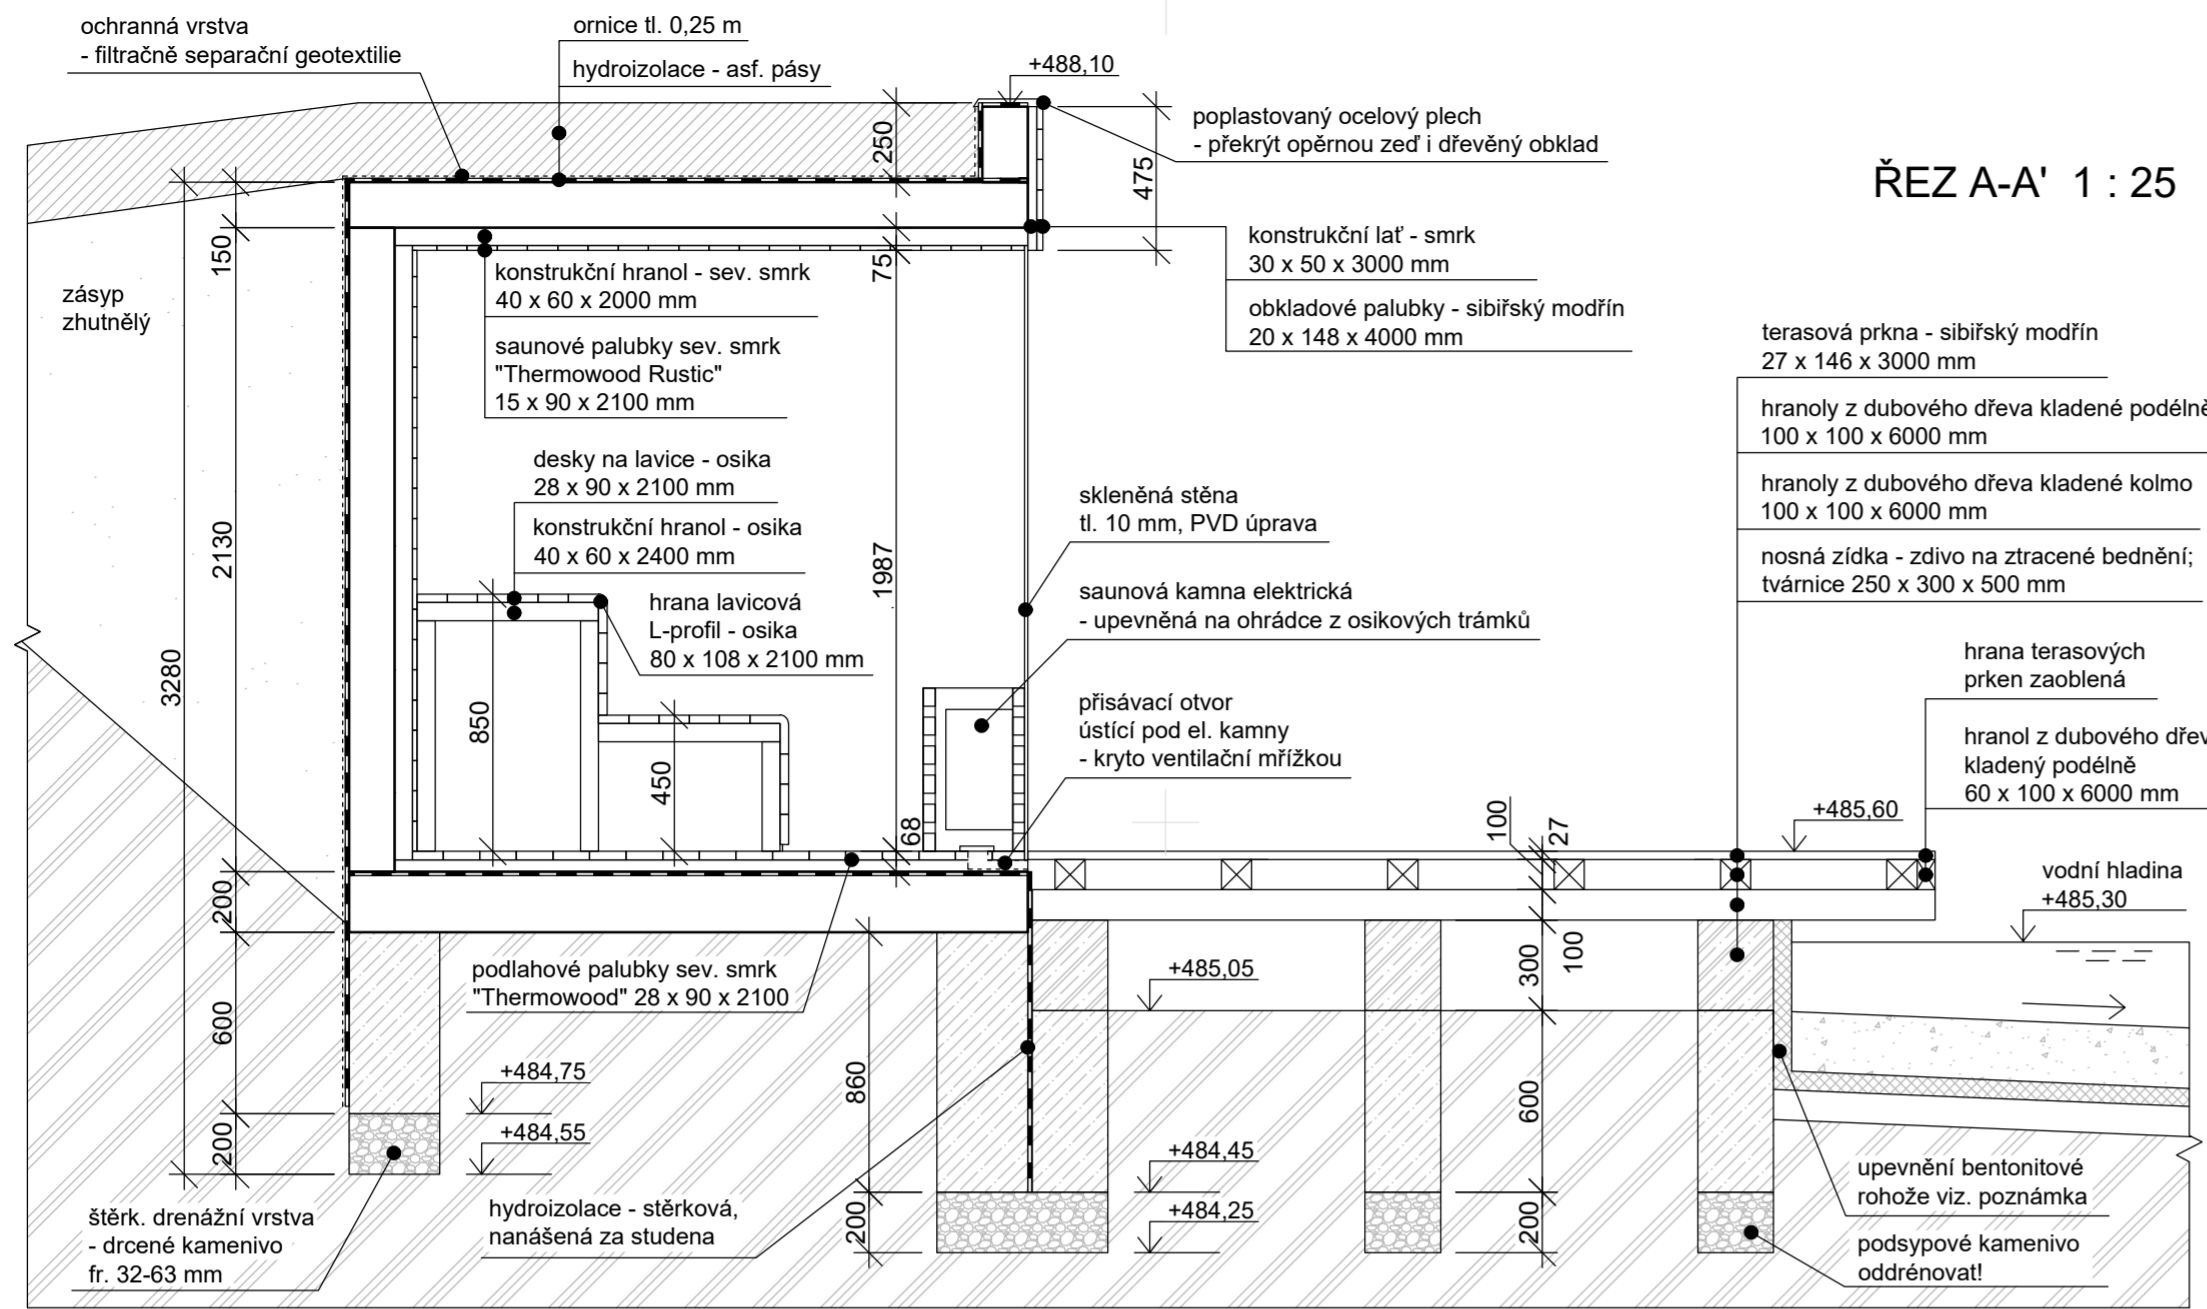 ochranná vrstva
- filtračně separační geotextilie
ornice tl. 0,25 m
hydroizolace - asf. pásy
+488,10
poplastovaný ocelový plech
- překrýt opěrnou zeď i dřevěný obklad
ŘEZ A-A' 1 : 25
250
475
150
75
konstrukční lať - smrk
30 x 50 x 3000 mm
obkladové palubky - sibiřský modřín
20 x 148 x 4000 mm
zásyp
zhutnělý
konstrukční hranol - sev. smrk
40 x 60 x 2000 mm
saunové palubky sev. smrk
"Thermowood Rustic"
15 x 90 x 2100 mm
terasová prkna - sibiřský modřín
27 x 146 x 3000 mm
hranoly z dubového dřeva kladené podélně
100 x 100 x 6000 mm
hranoly z dubového dřeva kladené kolmo
100 x 100 x 6000 mm
nosná zídka - zdivo na ztracené bednění;
tvárnice 250 x 300 x 500 mm
desky na lavice - osika
28 x 90 x 2100 mm
konstrukční hranol - osika
40 x 60 x 2400 mm
hrana lavicová
L-profil - osika
80 x 108 x 2100 mm
skleněná stěna
tl. 10 mm, PVD úprava
saunová kamna elektrická
- upevněná na ohrádce z osikových trámků
přisávací otvor
ústící pod el. kamny
- kryto ventilační mřížkou
hrana terasových
prken zaoblená
hranol z dubového dřev
kladený podélně
60 x 100 x 6000 mm
2130
1987
3280
850
450
68
100
27
+485,60
vodní hladina
+485,30
200
podlahové palubky sev. smrk
"Thermowood" 28 x 90 x 2100
+485,05
300
100
600
+484,75
860
600
200
+484,55
+484,45
+484,25
200
200
štěrk. drenážní vrstva
- drcené kamenivo
fr. 32-63 mm
hydroizolace - stěrková,
nanášená za studena
upevnění bentonitové
rohože viz. poznámka
podsypové kamenivo
oddrénovat!